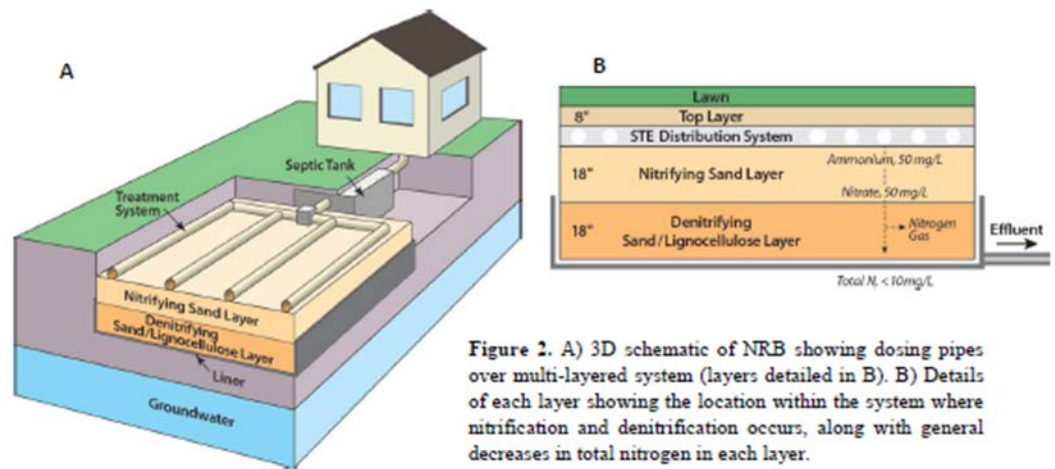 A
Septic Tank
Treatment
System
Nitrifying Sand Layer
Denitrifying
Sand/Lignocellulose Layer
Liner
Groundwater
B
Lawn
8" Top Layer
STE Distribution System
Ammonium, 50 mg/L
18" Nitrifying Sand Layer
Nitrate, 50 mg/L
Denitrifying
18" Sand/Lignocellulose Layer
Nitrogen
Gas
Effluent
Total N, <10mg/L
Figure 2. A) 3D schematic of NRB showing dosing pipes
over multi-layered system (layers detailed in B). B) Details
of each layer showing the location within the system where
nitrification and denitrification occurs, along with general
decreases in total nitrogen in each layer.